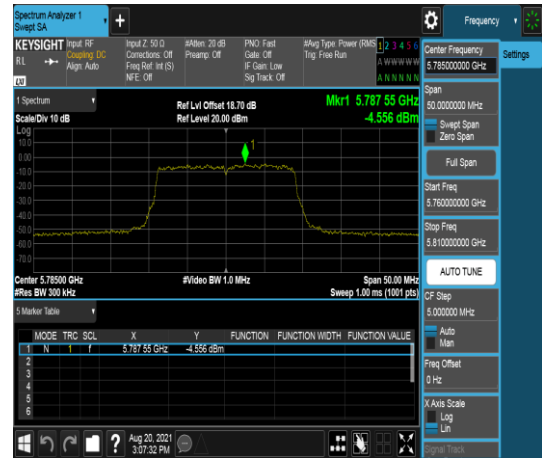 Spectrum Analyzer 1
Swept SA
+
Frequency
KEYSIGHT
RL
LXI
Input: RF
Coupling: DC
Align: Auto
Input Z: 50 Ω
Corrections: Off
Freq Ref: Int (S)
NFE: Off
#Atten: 20 dB
Preamp: Off
PNO: Fast
Gate: Off
IF Gain: Low
Sig Track: Off
#Avg Type: Power (RMS
Trig: Free Run
1 2 3 4 5 6
A W W W W W
A N N N N N
1 Spectrum
Scale/Div 10 dB
Ref Lvl Offset 18.70 dB
Ref Level 20.00 dBm
Mkr1 5.787 55 GHz
-4.556 dBm
Log
10.0
0.00
-10.0
-20.0
-30.0
-40.0
-50.0
-60.0
-70.0
1
Center 5.78500 GHz
#Res BW 300 kHz
#Video BW 1.0 MHz
Span 50.00 MHz
Sweep 1.00 ms (1001 pts)
5 Marker Table
MODE TRC SCL X Y FUNCTION FUNCTION WIDTH FUNCTION VALUE
1 N 1 f 5.787 55 GHz -4.556 dBm
2
3
4
5
6
?
Aug 20, 2021
3:07:32 PM
Center Frequency
5.785000000 GHz
Settings
Span
50.0000000 MHz
Swept Span
Zero Span
Full Span
Start Freq
5.760000000 GHz
Stop Freq
5.810000000 GHz
AUTO TUNE
CF Step
5.000000 MHz
Auto
Man
Freq Offset
0 Hz
X Axis Scale
Log
Lin
Signal Track